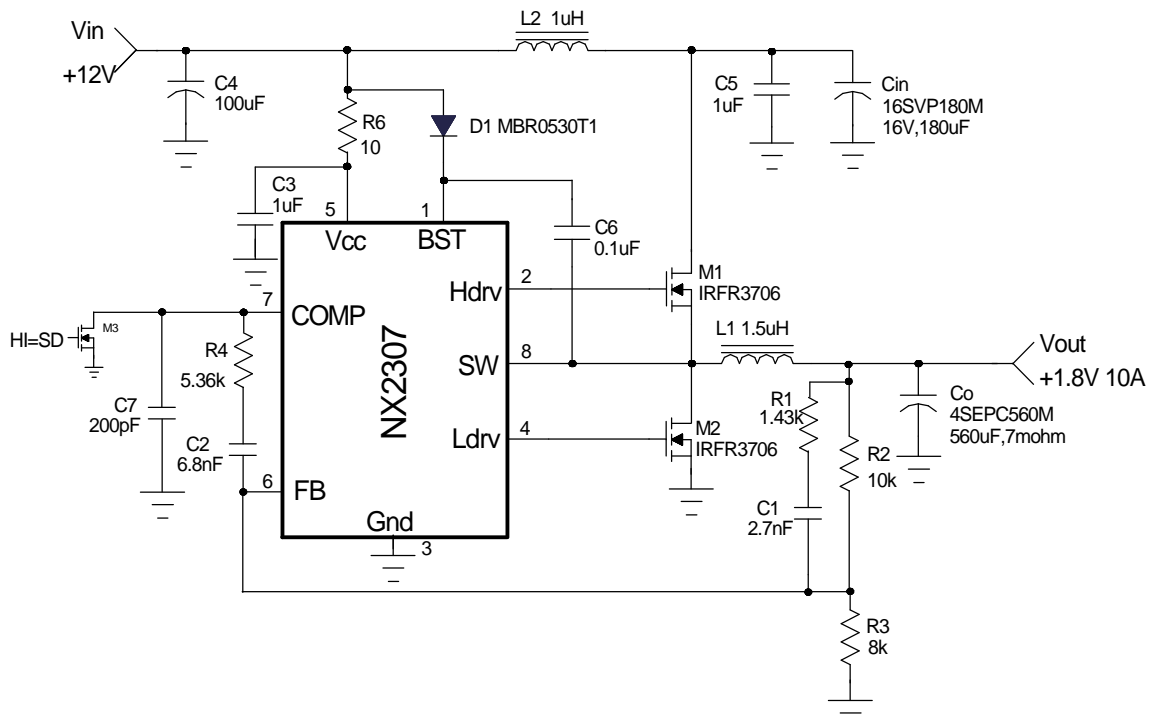 L2 1uH
Vin
+12V
C4
100uF
C5
1uF
Cin
16SVP180M
16V,180uF
R6
10
D1 MBR0530T1
C3
1uF
5
1
Vcc
BST
C6
0.1uF
Hdrv
2
M1
IRFR3706
7
COMP
HI=SD
M3
R4
5.36k
NX2307
SW
8
L1 1.5uH
Vout
+1.8V 10A
C7
200pF
C2
6.8nF
R1
1.43k
Co
4SEPC560M
560uF,7mohm
Ldrv
4
M2
IRFR3706
R2
10k
6
FB
C1
2.7nF
Gnd
3
R3
8k